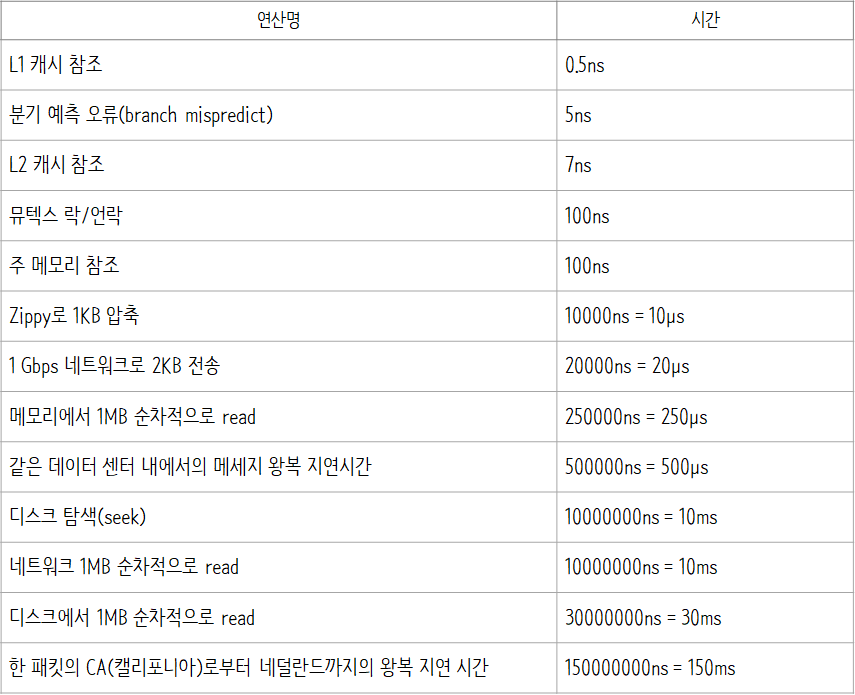 연산명 시간
L1 캐시 참조 0.5ns
분기 예측 오류(branch mispredict) 5ns
L2 캐시 참조 7ns
뮤텍스 락/언락 100ns
주 메모리 참조 100ns
Zippy로 1KB 압축 10000ns = 10μs
1 Gbps 네트워크로 2KB 전송 20000ns = 20μs
메모리에서 1MB 순차적으로 read 250000ns = 250μs
같은 데이터 센터 내에서의 메세지 왕복 지연시간 500000ns = 500μs
디스크 탐색(seek) 10000000ns = 10ms
네트워크 1MB 순차적으로 read 10000000ns = 10ms
디스크에서 1MB 순차적으로 read 30000000ns = 30ms
한 패킷의 CA(캘리포니아)로부터 네덜란드까지의 왕복 지연 시간 150000000ns = 150ms